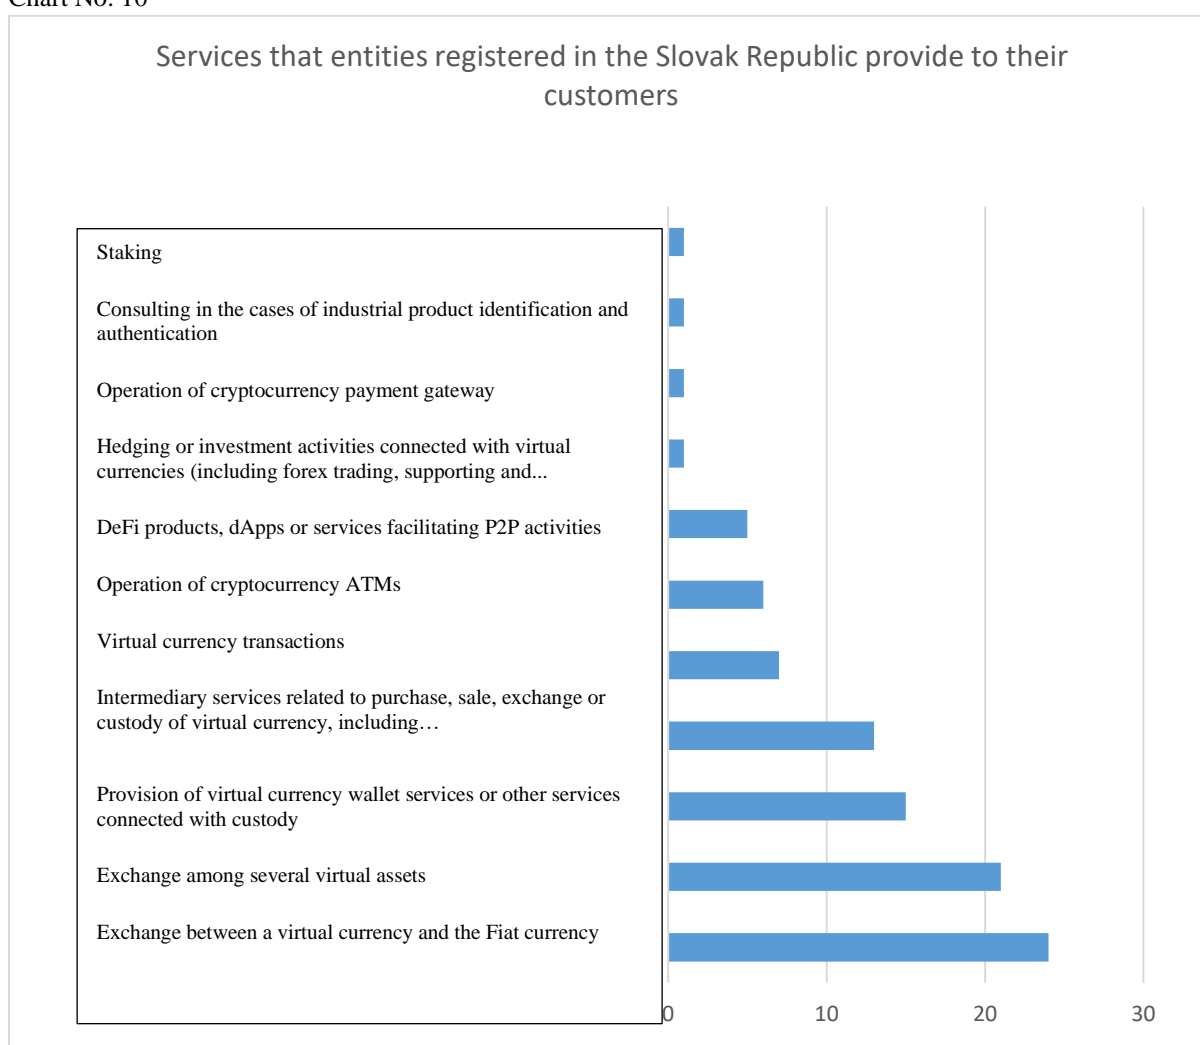 Chart No. 10
Services that entities registered in the Slovak Republic provide to their
customers
Staking
Consulting in the cases of industrial product identification and
authentication
Operation of cryptocurrency payment gateway
Hedging or investment activities connected with virtual
currencies (including forex trading, supporting and...
DeFi products, dApps or services facilitating P2P activities
Operation of cryptocurrency ATMs
Virtual currency transactions
Intermediary services related to purchase, sale, exchange or
custody of virtual currency, including…
Provision of virtual currency wallet services or other services
connected with custody
Exchange among several virtual assets
Exchange between a virtual currency and the Fiat currency
0 10 20 30